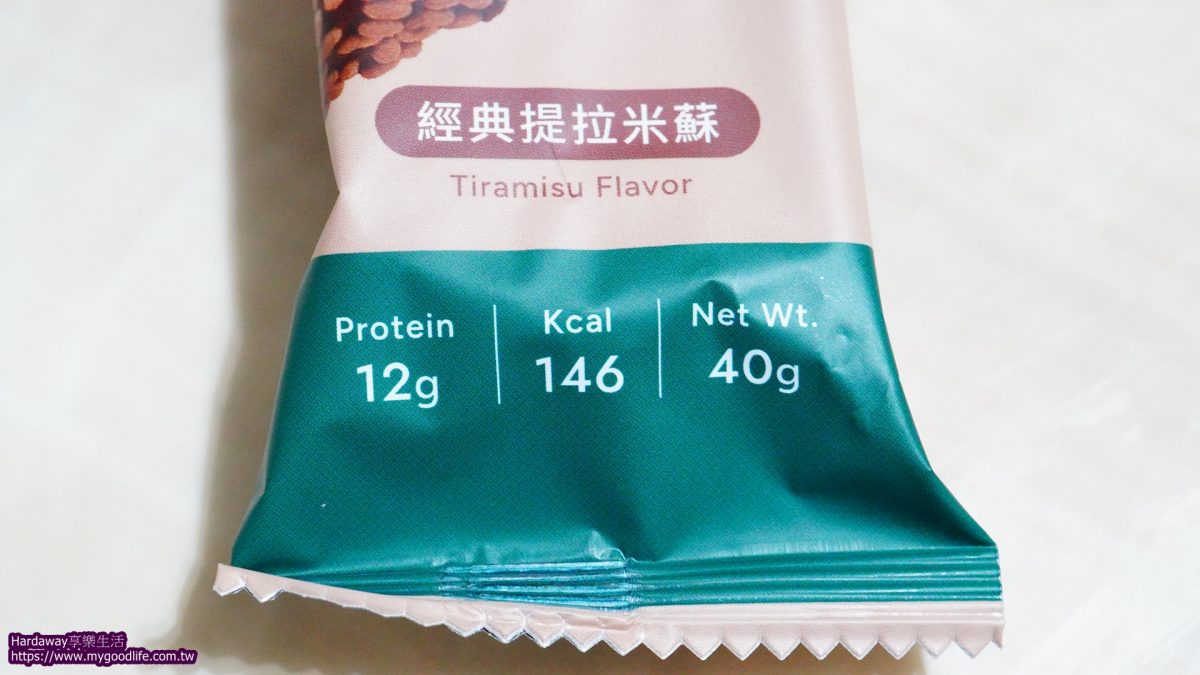 經典提拉米蘇
Tiramisu Flavor
Protein
12g
Kcal
146
Net Wt.
40g
Hardaway享樂生活
https://www.mygoodlife.com.tw